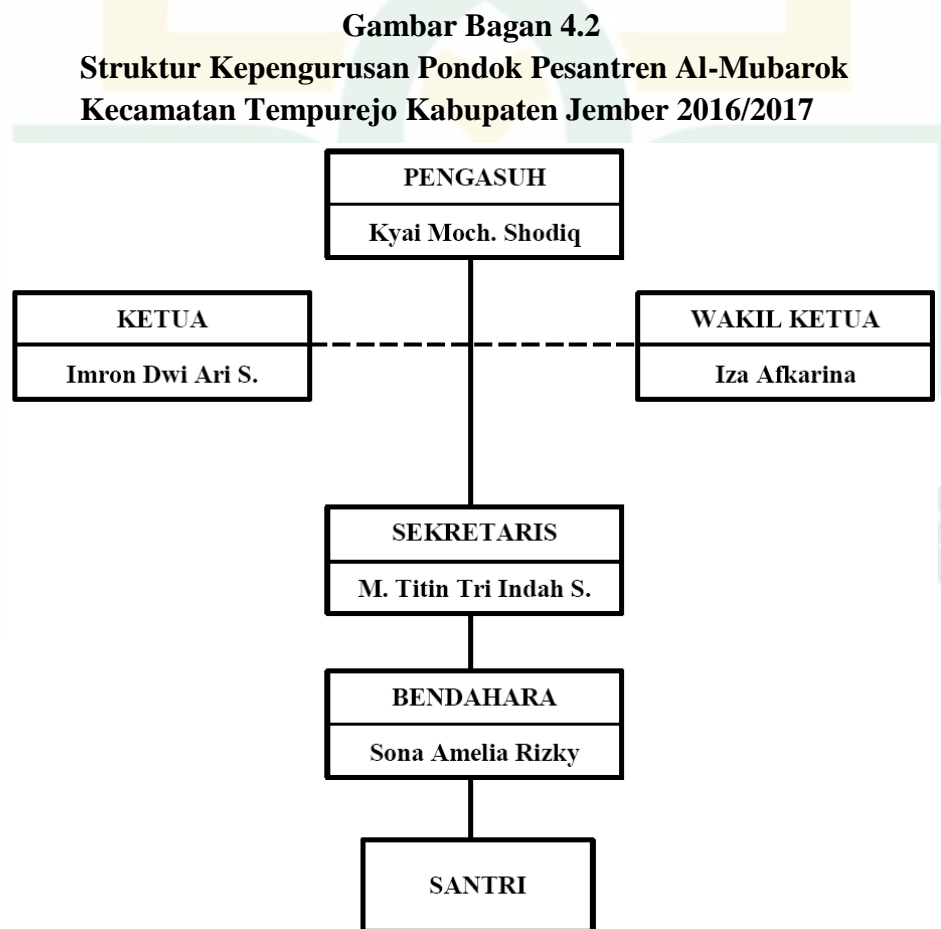 Gambar Bagan 4.2
Struktur Kepengurusan Pondok Pesantren Al-Mubarok
Kecamatan Tempurejo Kabupaten Jember 2016/2017
PENGASUH
Kyai Moch. Shodiq
KETUA
Imron Dwi Ari S.
WAKIL KETUA
Iza Afkarina
SEKRETARIS
M. Titin Tri Indah S.
BENDAHARA
Sona Amelia Rizky
SANTRI